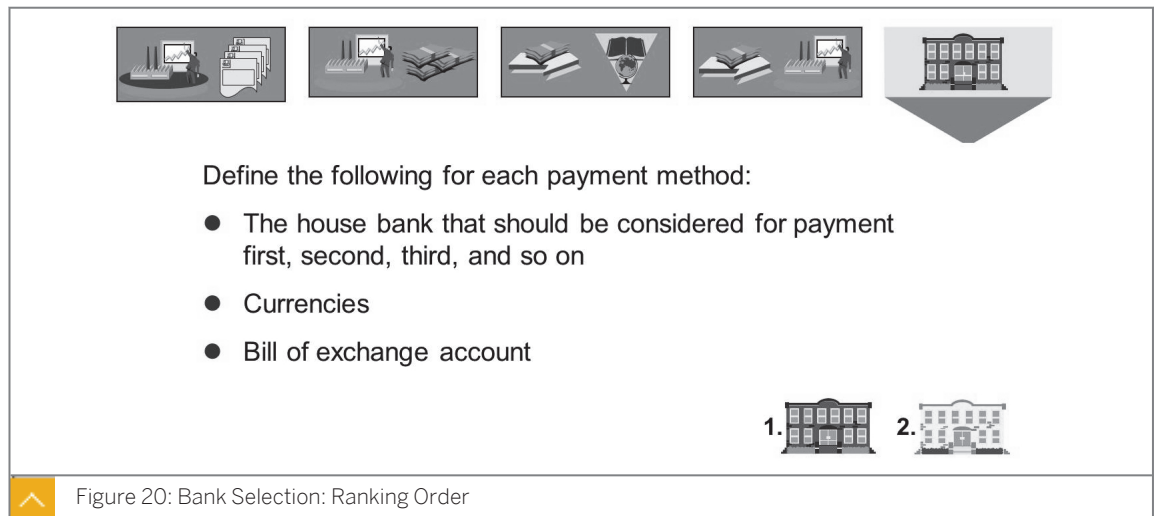 Define the following for each payment method:
● The house bank that should be considered for payment
first, second, third, and so on
● Currencies
● Bill of exchange account
1. 2.
Figure 20: Bank Selection: Ranking Order